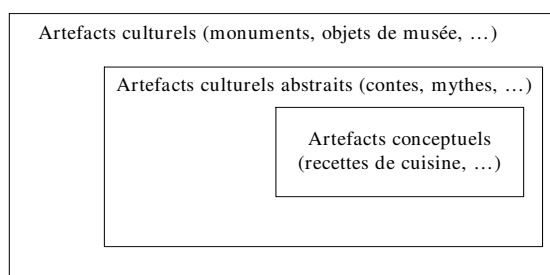 Artefacts culturels (monuments, objets de musée, …)
Artefacts culturels abstraits (contes, mythes, …)
Artefacts conceptuels
(recettes de cuisine, …)